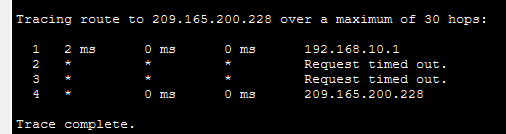 Tracing route to 209.165.200.228 over a maximum of 30 hops:
1 2 ms 0 ms 0 ms 192.168.10.1
2 * * * Request timed out.
3 * * * Request timed out.
4 * 0 ms 0 ms 209.165.200.228
Trace complete.